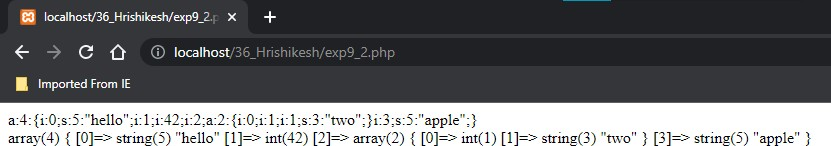 localhost/36_Hrishikesh/exp9_2.p
localhost/36_Hrishikesh/exp9_2.php
Imported From IE
a:4:{i:0;s:5:"hello";i:1;i:42;i:2;a:2:{i:0;i:1;i:1;s:3:"two";}i:3;s:5:"apple";}
array(4) { [0]=> string(5) "hello" [1]=> int(42) [2]=> array(2) { [0]=> int(1) [1]=> string(3) "two" } [3]=> string(5) "apple" }